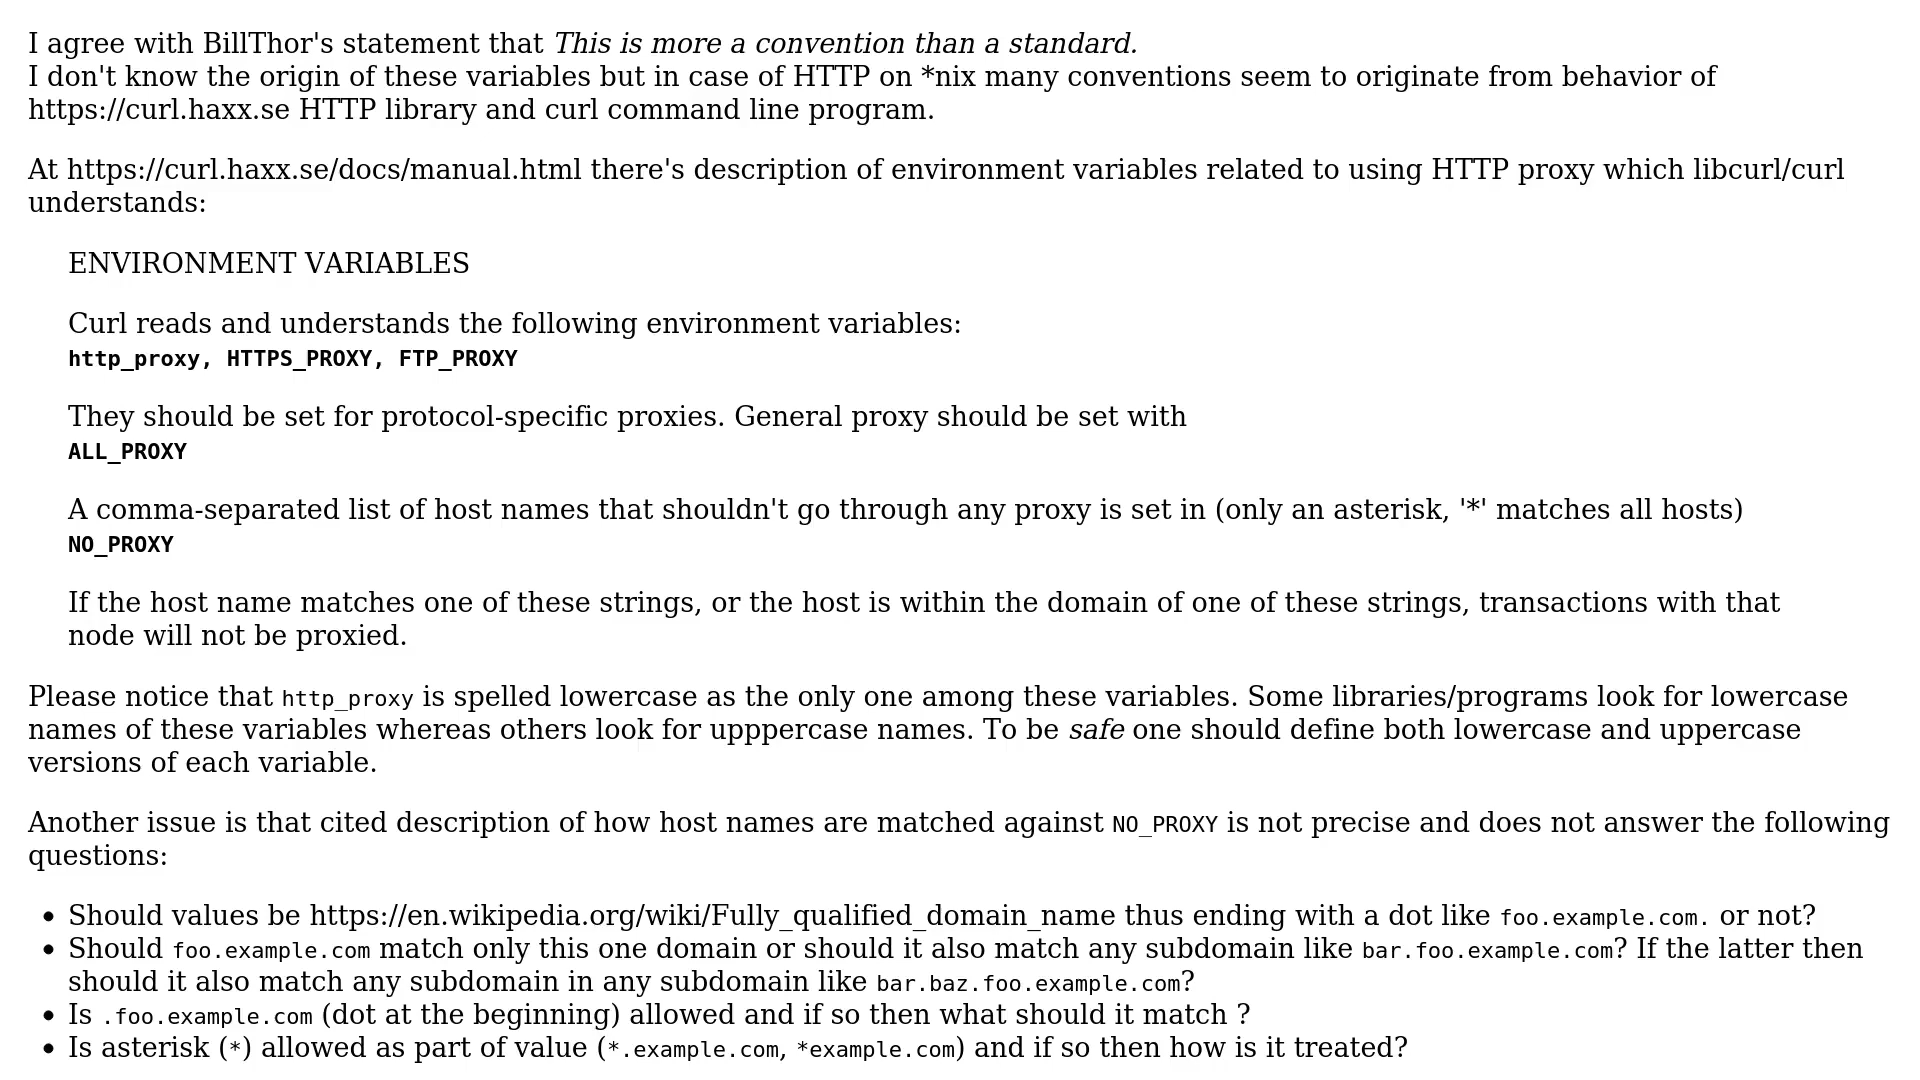 I agree with BillThor's statement that This is more a convention than a standard.
I don't know the origin of these variables but in case of HTTP on *nix many conventions seem to originate from behavior of
https://curl.haxx.se HTTP library and curl command line program.
At https://curl.haxx.se/docs/manual.html there's description of environment variables related to using HTTP proxy which libcurl/curl
understands:
ENVIRONMENT VARIABLES
Curl reads and understands the following environment variables:
http_proxy, HTTPS_PROXY, FTP_PROXY
They should be set for protocol-specific proxies. General proxy should be set with
ALL_PROXY
A comma-separated list of host names that shouldn't go through any proxy is set in (only an asterisk, '*' matches all hosts)
NO_PROXY
If the host name matches one of these strings, or the host is within the domain of one of these strings, transactions with that
node will not be proxied.
Please notice that http_proxy is spelled lowercase as the only one among these variables. Some libraries/programs look for lowercase
names of these variables whereas others look for upppercase names. To be safe one should define both lowercase and uppercase
versions of each variable.
Another issue is that cited description of how host names are matched against NO_PROXY is not precise and does not answer the following
questions:
• Should values be https://en.wikipedia.org/wiki/Fully_qualified_domain_name thus ending with a dot like foo.example.com. or not?
• Should foo.example.com match only this one domain or should it also match any subdomain like bar.foo.example.com? If the latter then
should it also match any subdomain in any subdomain like bar.baz.foo.example.com?
• Is .foo.example.com (dot at the beginning) allowed and if so then what should it match ?
• Is asterisk (*) allowed as part of value (*.example.com, *example.com) and if so then how is it treated?